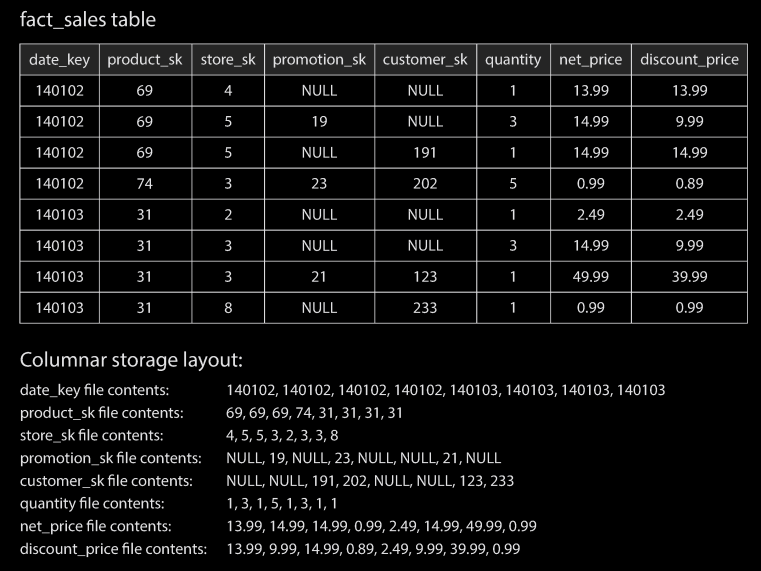 fact_sales table
date_key product_sk store_sk promotion_sk customer_sk quantity net_price discount_price
140102 69 4 NULL NULL 1 13.99 13.99
140102 69 5 19 NULL 3 14.99 9.99
140102 69 5 NULL 191 1 14.99 14.99
140102 74 3 23 202 5 0.99 0.89
140103 31 2 NULL NULL 1 2.49 2.49
140103 31 3 NULL NULL 3 14.99 9.99
140103 31 3 21 123 1 49.99 39.99
140103 31 8 NULL 233 1 0.99 0.99
Columnar storage layout:
date_key file contents: 140102, 140102, 140102, 140102, 140103, 140103, 140103, 140103
product_sk file contents: 69, 69, 69, 74, 31, 31, 31, 31
store_sk file contents: 4, 5, 5, 3, 2, 3, 3, 8
promotion_sk file contents: NULL, 19, NULL, 23, NULL, NULL, 21, NULL
customer_sk file contents: NULL, NULL, 191, 202, NULL, NULL, 123, 233
quantity file contents: 1, 3, 1, 5, 1, 3, 1, 1
net_price file contents: 13.99, 14.99, 14.99, 0.99, 2.49, 14.99, 49.99, 0.99
discount_price file contents: 13.99, 9.99, 14.99, 0.89, 2.49, 9.99, 39.99, 0.99